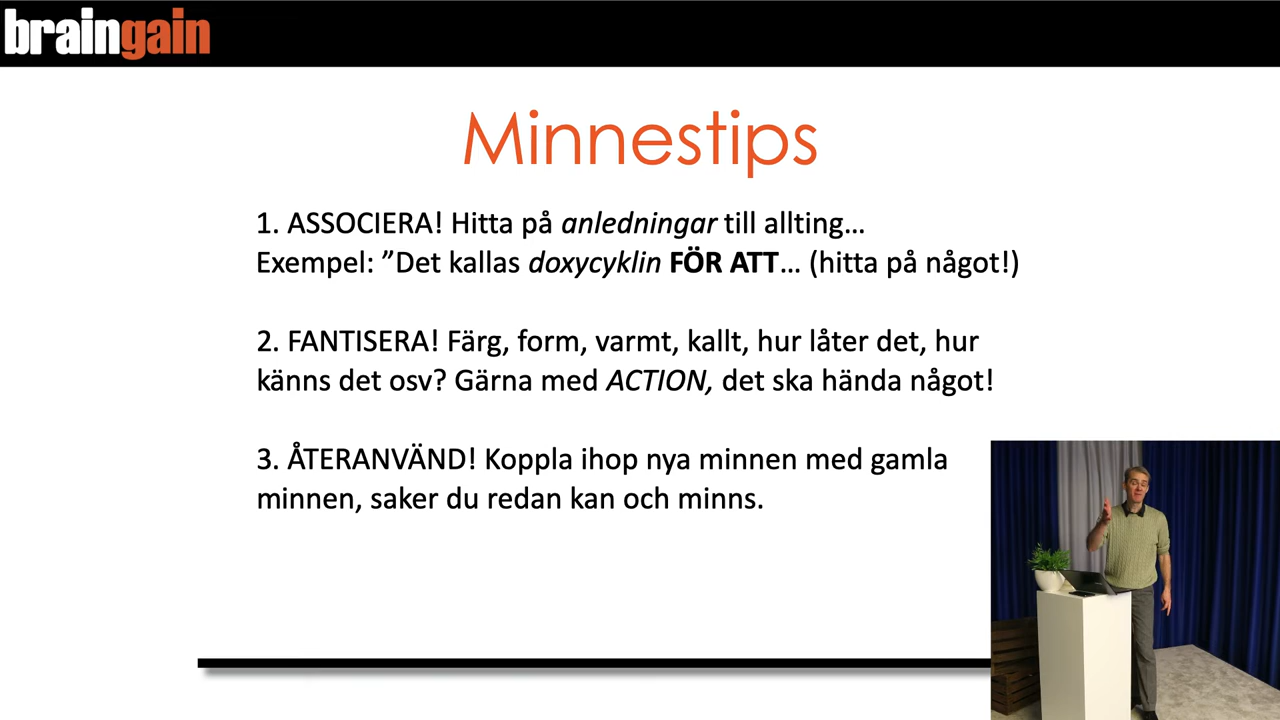 braingain
Minnestips
1. ASSOCIERA! Hitta på anledningar till allting...
Exempel: ”Det kallas doxycyklin FÖR ATT... (hitta på något!)
2. FANTISERA! Färg, form, varmt, kallt, hur låter det, hur
känns det osv? Gärna med ACTION, det ska hända något!
3. ÅTERANVÄND! Koppla ihop nya minnen med gamla
minnen, saker du redan kan och minns.